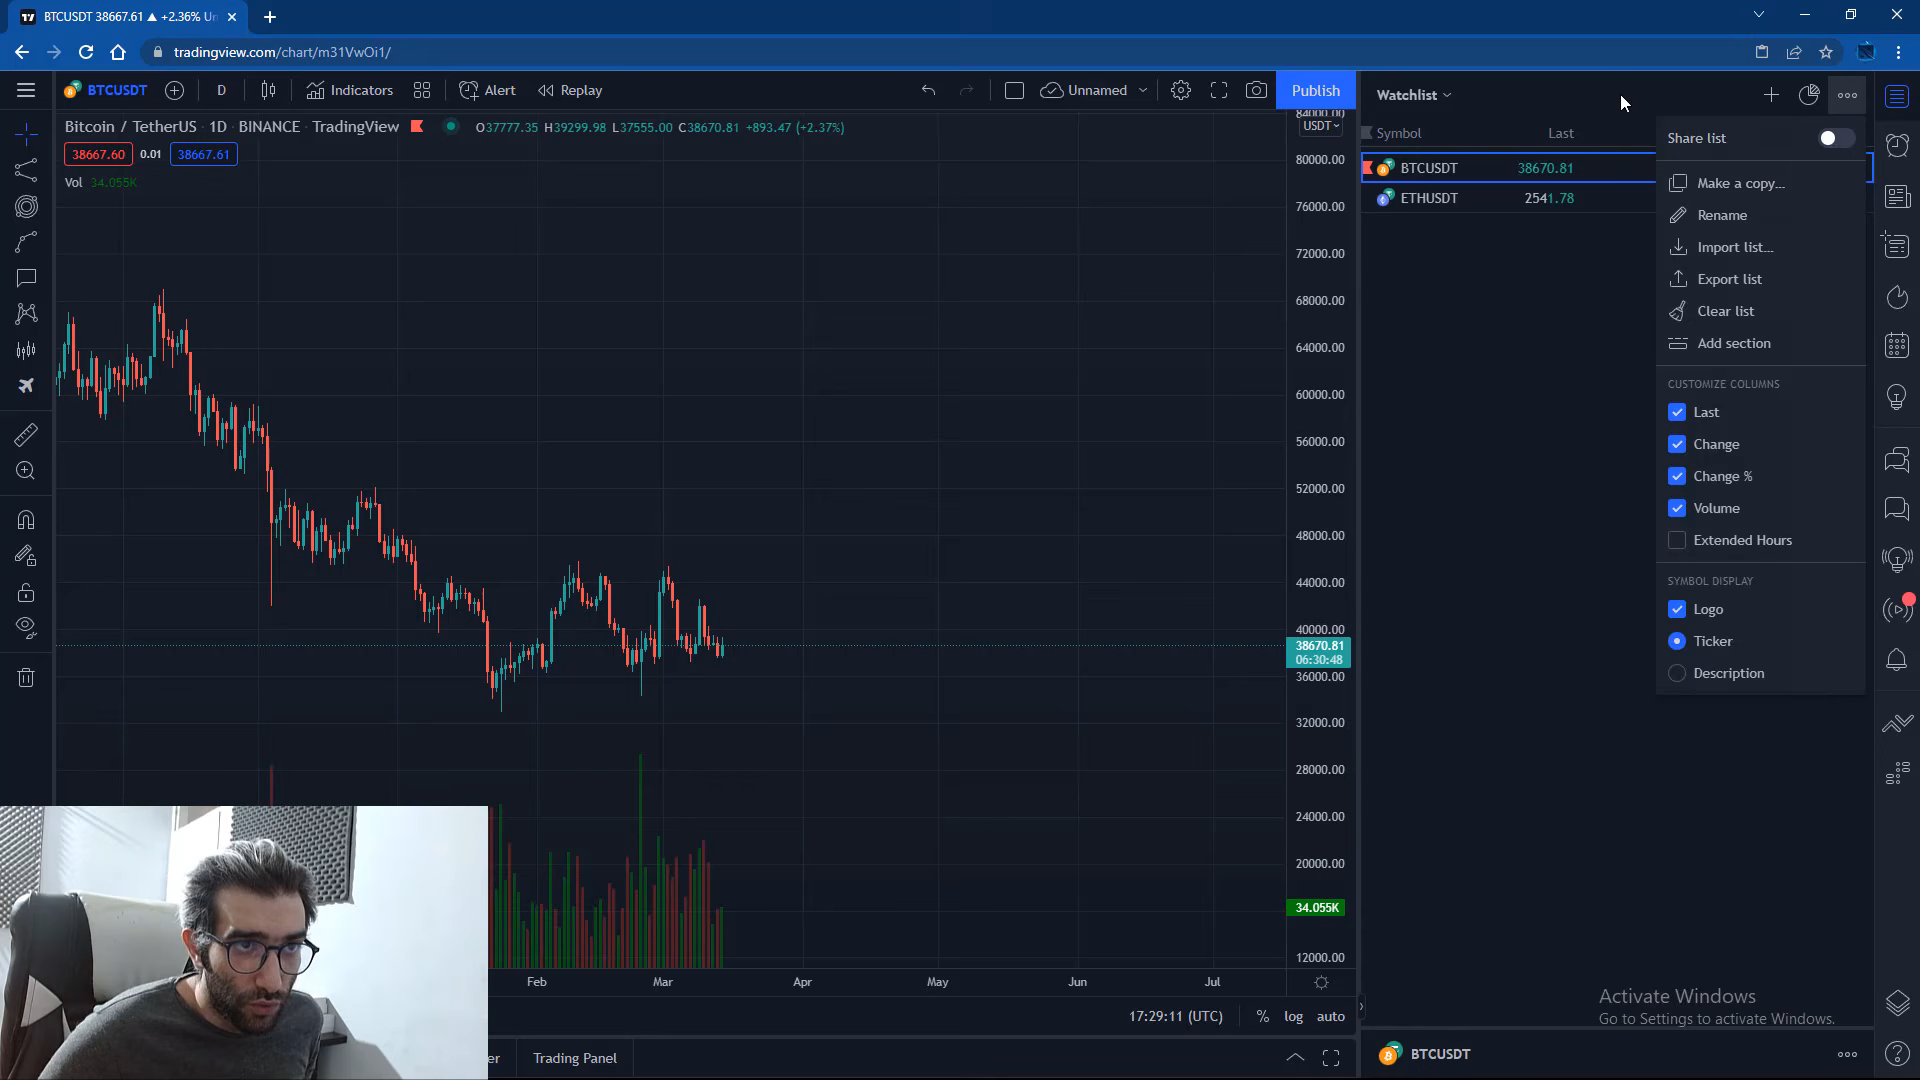 BTCUSDT 38667.61 ▲ +2.36% Un
tradingview.com/chart/m31VwOi1/
BTCUSDT D Indicators Alert Replay Unnamed Publish
Bitcoin / TetherUS · 1D · BINANCE · TradingView O37777.35 H39299.98 L37555.00 C38670.81 +893.47 (+2.37%)
38667.60 0.01 38667.61
Vol 34.055K
84000.00
USDT
80000.00
76000.00
72000.00
68000.00
64000.00
60000.00
56000.00
52000.00
48000.00
44000.00
40000.00
38670.81
06:30:48
36000.00
32000.00
28000.00
24000.00
20000.00
34.055K
12000.00
Feb Mar Apr May Jun Jul
17:29:11 (UTC) % log auto
er Trading Panel
Watchlist
Symbol Last
BTCUSDT 38670.81
ETHUSDT 2541.78
Share list
Make a copy...
Rename
Import list...
Export list
Clear list
Add section
CUSTOMIZE COLUMNS
Last
Change
Change %
Volume
Extended Hours
SYMBOL DISPLAY
Logo
Ticker
Description
Activate Windows
Go to Settings to activate Windows.
BTCUSDT